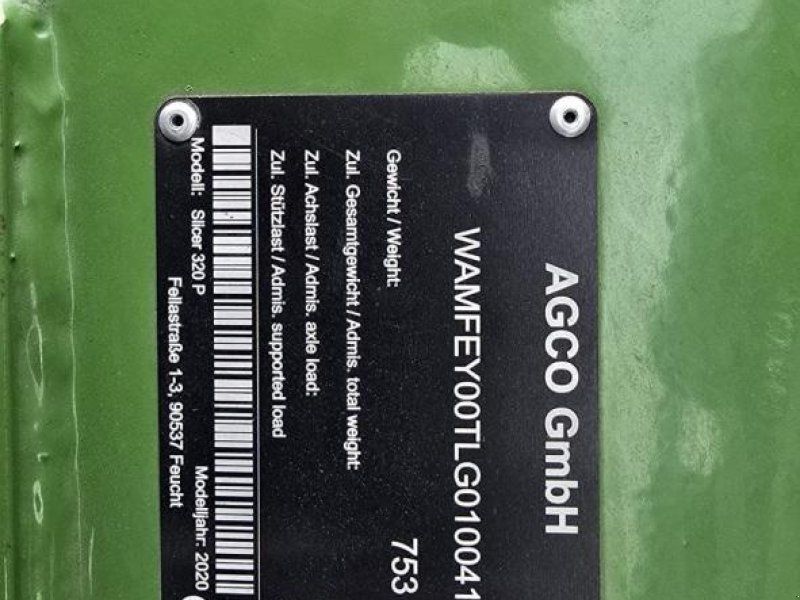 AGCO GmbH
WAMFEY00TLG010041
Gewicht / Weight: 753
Zul. Gesamtgewicht / Admis. total weight:
Zul. Achslast / Admis. axle load:
Zul. Stützlast / Admis. supported load
Modell: Slicer 320 P Modelljahr: 2020
Fellastraße 1-3, 90537 Feucht